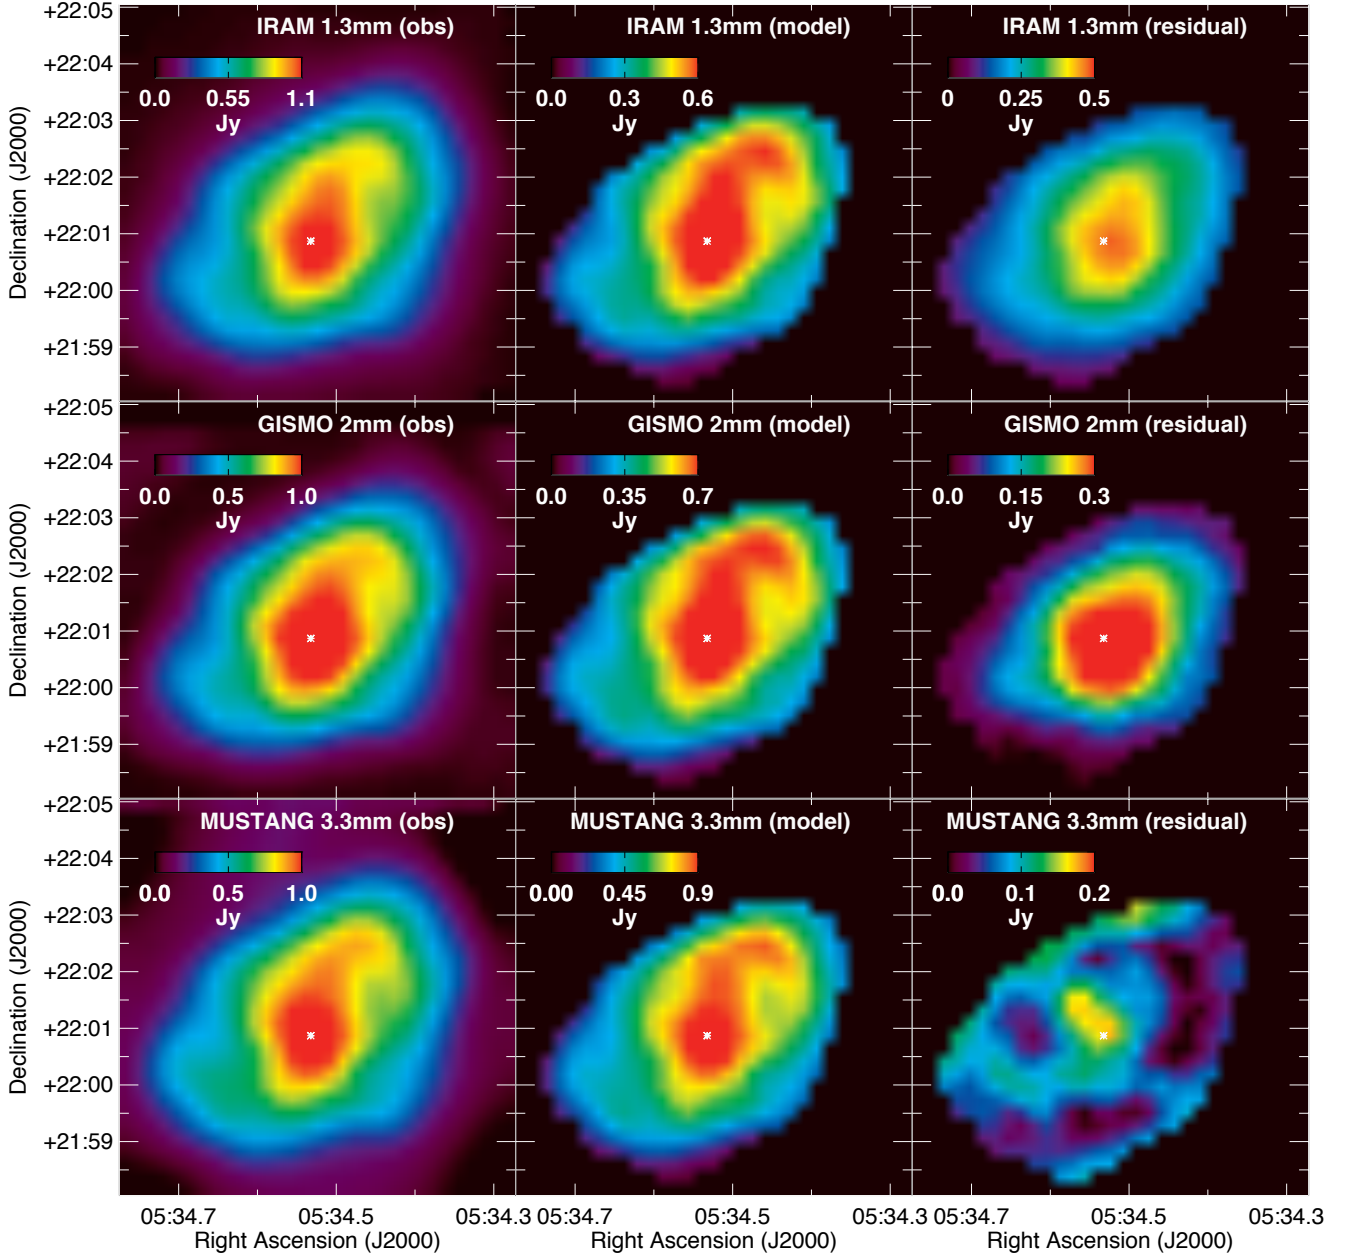 +22:05
IRAM 1.3mm (obs)
IRAM 1.3mm (model)
IRAM 1.3mm (residual)
+22:04
0.0 0.55 1.1
Jy
0.0 0.3 0.6
Jy
0 0.25 0.5
Jy
+22:03
+22:02
+22:01
+22:00
+21:59
Declination (J2000)
+22:05
GISMO 2mm (obs)
GISMO 2mm (model)
GISMO 2mm (residual)
+22:04
0.0 0.5 1.0
Jy
0.0 0.35 0.7
Jy
0.0 0.15 0.3
Jy
+22:03
+22:02
+22:01
+22:00
+21:59
Declination (J2000)
+22:05
MUSTANG 3.3mm (obs)
MUSTANG 3.3mm (model)
MUSTANG 3.3mm (residual)
+22:04
0.0 0.5 1.0
Jy
0.00 0.45 0.9
Jy
0.0 0.1 0.2
Jy
+22:03
+22:02
+22:01
+22:00
+21:59
Declination (J2000)
05:34.7 05:34.5 05:34.3
05:34.7 05:34.5 05:34.3
05:34.7 05:34.5 05:34.3
Right Ascension (J2000)
Right Ascension (J2000)
Right Ascension (J2000)